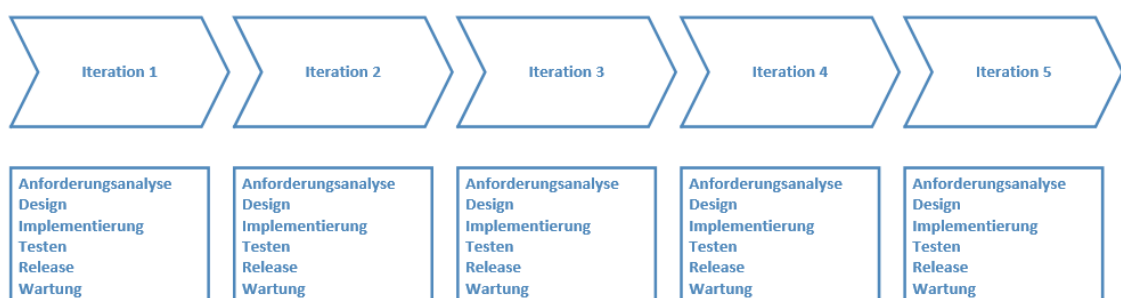 Iteration 1
Iteration 2
Iteration 3
Iteration 4
Iteration 5
Anforderungsanalyse
Design
Implementierung
Testen
Release
Wartung
Anforderungsanalyse
Design
Implementierung
Testen
Release
Wartung
Anforderungsanalyse
Design
Implementierung
Testen
Release
Wartung
Anforderungsanalyse
Design
Implementierung
Testen
Release
Wartung
Anforderungsanalyse
Design
Implementierung
Testen
Release
Wartung